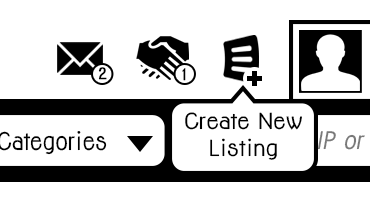 2
1
Categories
Create New
Listing
IP or